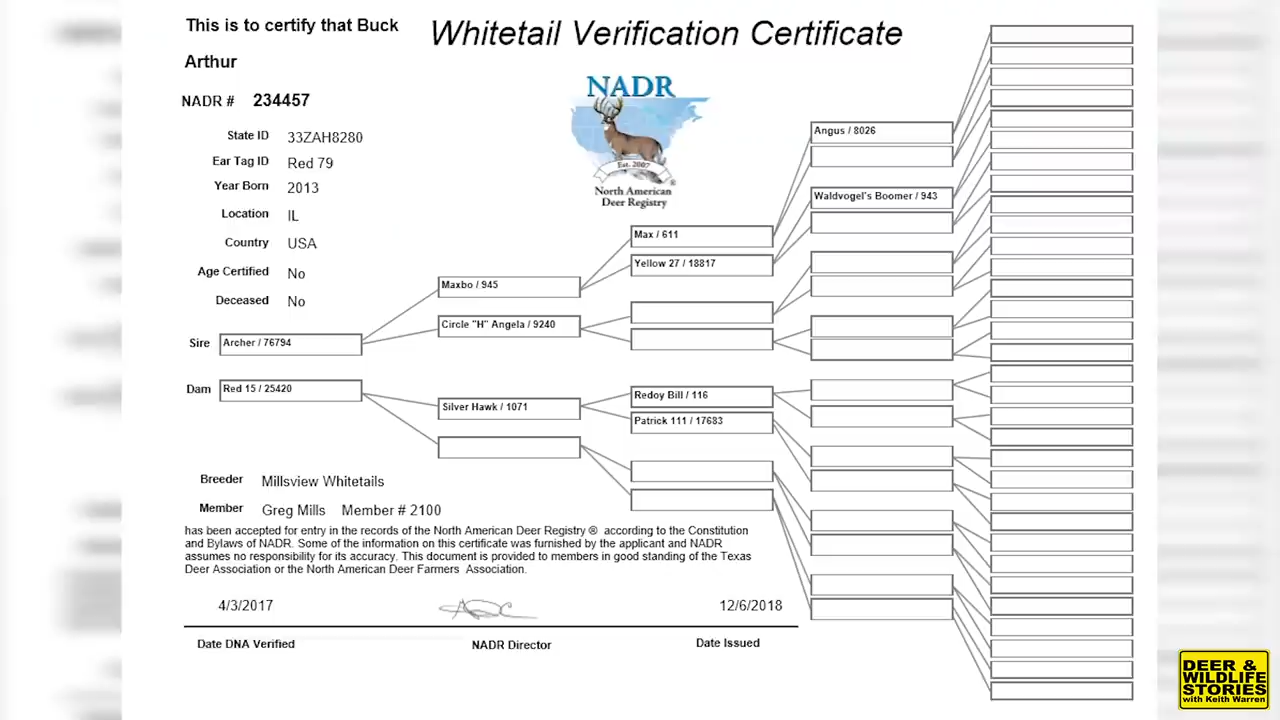 This is to certify that Buck
Whitetail Verification Certificate
Arthur
NADR # 234457
State ID 33ZAH8280
Ear Tag ID Red 79
Year Born 2013
Location IL
Country USA
Age Certified No
Deceased No
NADR
Est. 2007
®
North American
Deer Registry
Sire Archer / 76794
Dam Red 15 / 25420
Maxbo / 945
Circle "H" Angela / 9240
Silver Hawk / 1071
Max / 611
Yellow 27 / 18817
Redoy Bill / 116
Patrick 111 / 17683
Angus / 8026
Waldvogel's Boomer / 943
Breeder Millsview Whitetails
Member Greg Mills Member # 2100
has been accepted for entry in the records of the North American Deer Registry ® according to the Constitution
and Bylaws of NADR. Some of the information on this certificate was furnished by the applicant and NADR
assumes no responsibility for its accuracy. This document is provided to members in good standing of the Texas
Deer Association or the North American Deer Farmers Association.
4/3/2017 12/6/2018
Date DNA Verified NADR Director Date Issued
DEER &
WILDLIFE
STORIES
with Keith Warren